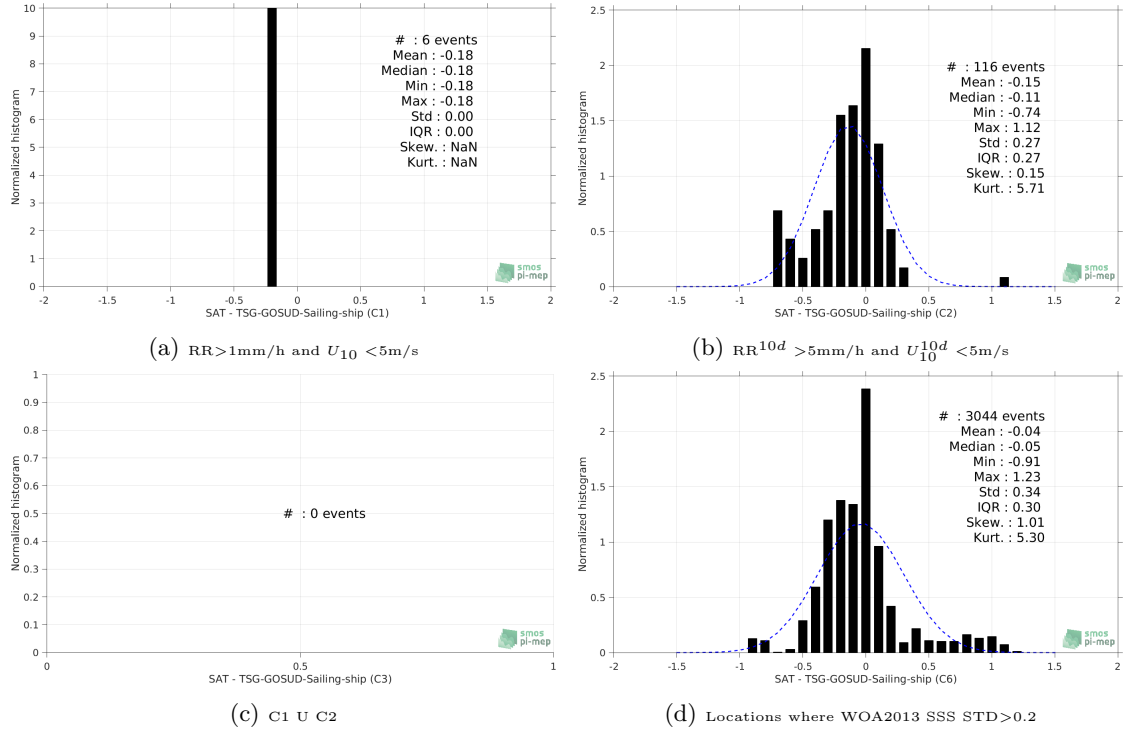 10
9
8
7
6
5
4
3
2
1
0
Normalized histogram
# : 6 events
Mean : -0.18
Median : -0.18
Min : -0.18
Max : -0.18
Std : 0.00
IQR : 0.00
Skew. : NaN
Kurt. : NaN
smos
pi-mep
-2 -1.5 -1 -0.5 0 0.5 1 1.5 2
SAT - TSG-GOSUD-Sailing-ship (C1)
(a) RR>1mm/h and U10 <5m/s
2.5
2
1.5
1
0.5
0
Normalized histogram
# : 116 events
Mean : -0.15
Median : -0.11
Min : -0.74
Max : 1.12
Std : 0.27
IQR : 0.27
Skew. : 0.15
Kurt. : 5.71
smos
pi-mep
-2 -1.5 -1 -0.5 0 0.5 1 1.5 2
SAT - TSG-GOSUD-Sailing-ship (C2)
(b) RR^10d >5mm/h and U10^10d <5m/s
1
0.9
0.8
0.7
0.6
0.5
0.4
0.3
0.2
0.1
0
Normalized histogram
# : 0 events
smos
pi-mep
0 0.5 1
SAT - TSG-GOSUD-Sailing-ship (C3)
(c) C1 U C2
2.5
2
1.5
1
0.5
0
Normalized histogram
# : 3044 events
Mean : -0.04
Median : -0.05
Min : -0.91
Max : 1.23
Std : 0.34
IQR : 0.30
Skew. : 1.01
Kurt. : 5.30
smos
pi-mep
-2 -1.5 -1 -0.5 0 0.5 1 1.5 2
SAT - TSG-GOSUD-Sailing-ship (C6)
(d) Locations where WOA2013 SSS STD>0.2